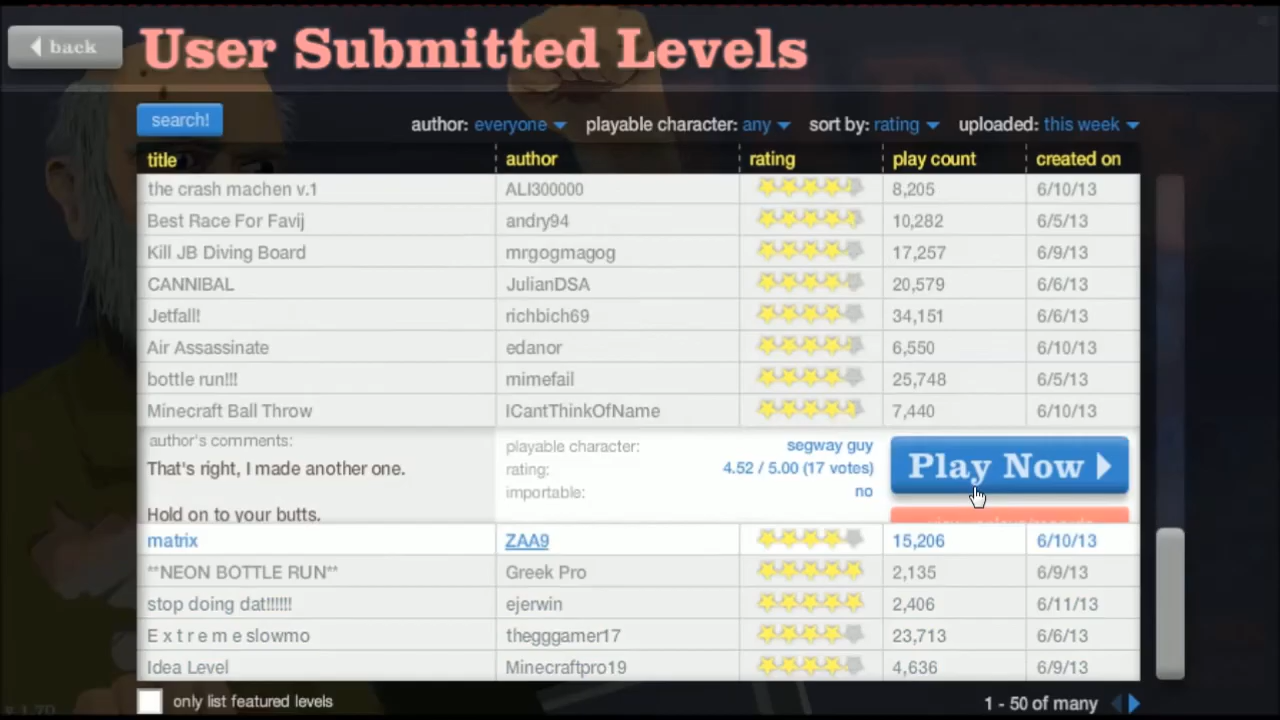 back
User Submitted Levels
search!
author: everyone playable character: any sort by: rating uploaded: this week
title author rating play count created on
the crash machen v.1 ALI300000 8,205 6/10/13
Best Race For Favij andry94 10,282 6/5/13
Kill JB Diving Board mrgogmagog 17,257 6/9/13
CANNIBAL JulianDSA 20,579 6/6/13
Jetfall! richbich69 34,151 6/6/13
Air Assassinate edanor 6,550 6/10/13
bottle run!!! mimefail 25,748 6/5/13
Minecraft Ball Throw ICantThinkOfName 7,440 6/10/13
author's comments:
That's right, I made another one.
Hold on to your butts.
playable character: segway guy
rating: 4.52 / 5.00 (17 votes)
importable: no
Play Now
matrix ZAA9 15,206 6/10/13
**NEON BOTTLE RUN** Greek Pro 2,135 6/9/13
stop doing dat!!!!!! ejerwin 2,406 6/11/13
E x t r e m e slowmo thegggamer17 23,713 6/6/13
Idea Level Minecraftpro19 4,636 6/9/13
only list featured levels
1 - 50 of many